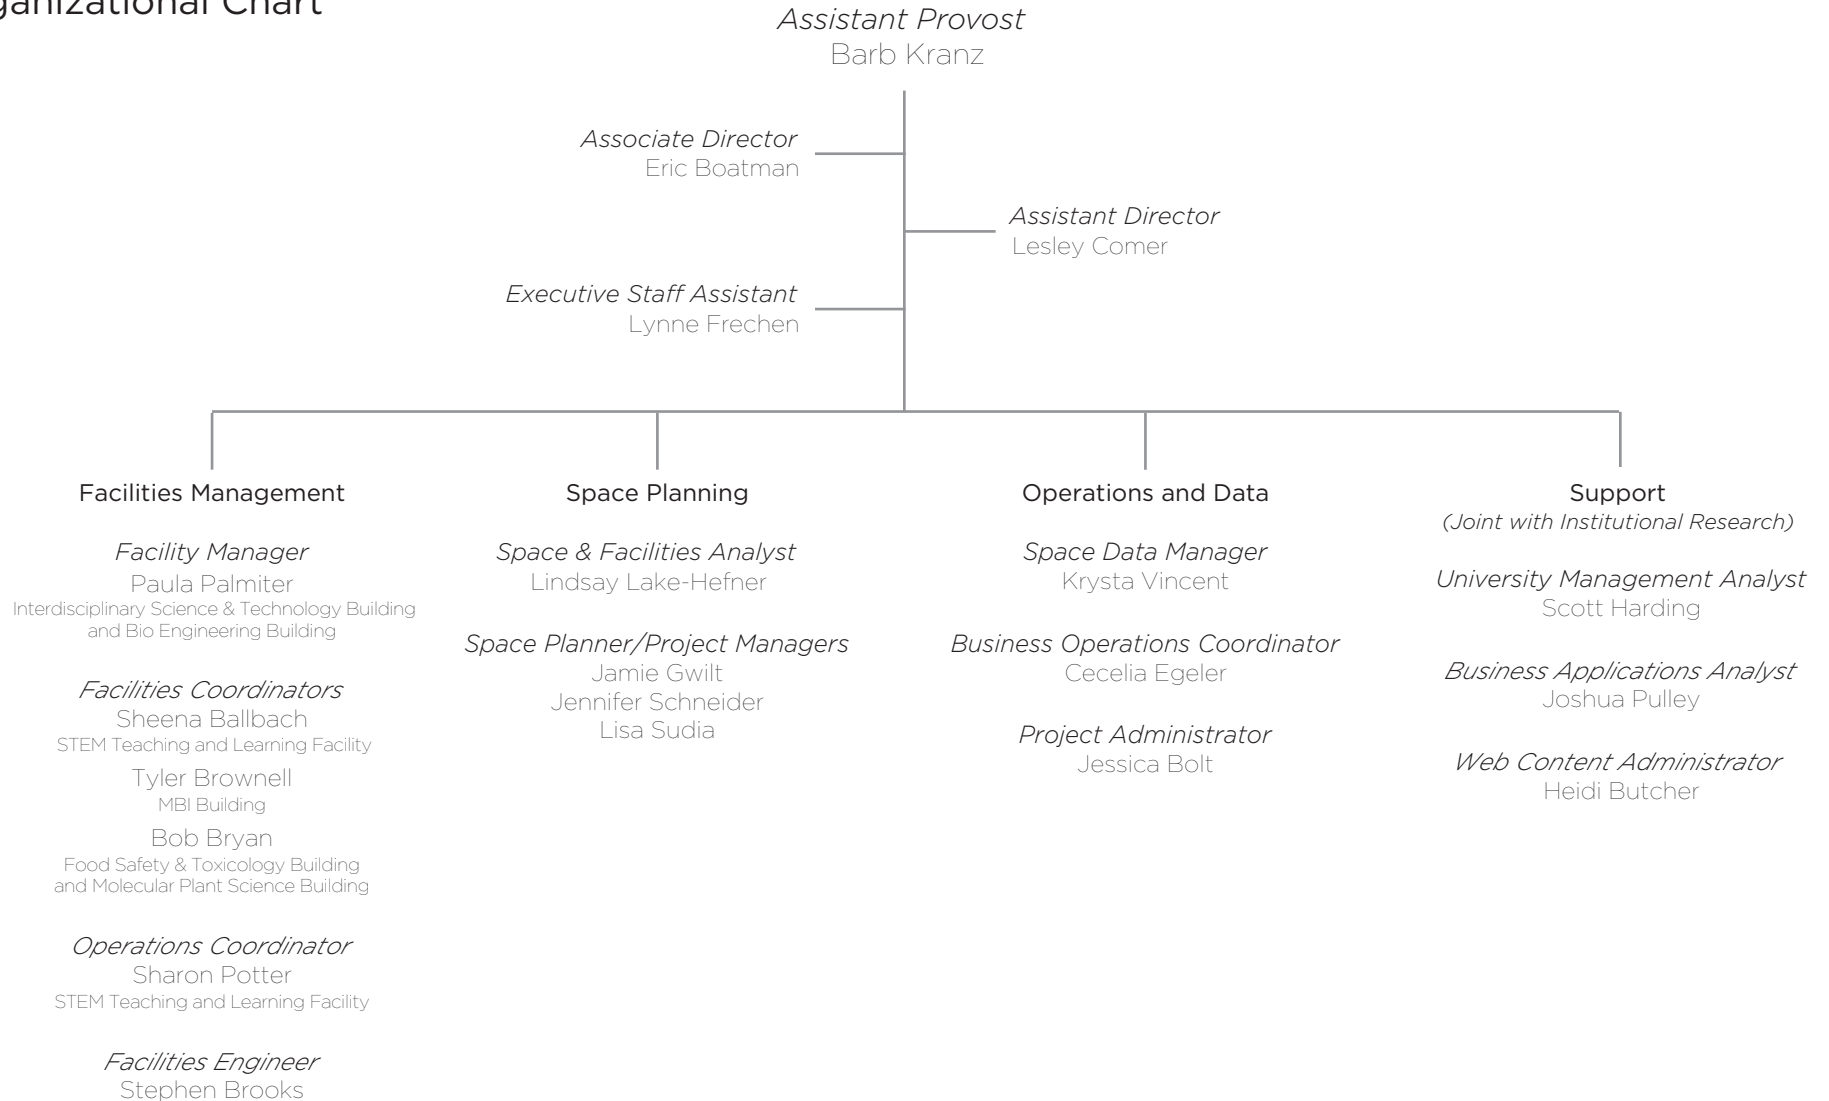 ganizational Chart
Assistant Provost
Barb Kranz
Associate Director
Eric Boatman
Assistant Director
Lesley Comer
Executive Staff Assistant
Lynne Frechen
Facilities Management
Facility Manager
Paula Palmiter
Interdisciplinary Science & Technology Building
and Bio Engineering Building
Facilities Coordinators
Sheena Ballbach
STEM Teaching and Learning Facility
Tyler Brownell
MBI Building
Bob Bryan
Food Safety & Toxicology Building
and Molecular Plant Science Building
Operations Coordinator
Sharon Potter
STEM Teaching and Learning Facility
Facilities Engineer
Stephen Brooks
Space Planning
Space & Facilities Analyst
Lindsay Lake-Hefner
Space Planner/Project Managers
Jamie Gwilt
Jennifer Schneider
Lisa Sudia
Operations and Data
Space Data Manager
Krysta Vincent
Business Operations Coordinator
Cecelia Egeler
Project Administrator
Jessica Bolt
Support
(Joint with Institutional Research)
University Management Analyst
Scott Harding
Business Applications Analyst
Joshua Pulley
Web Content Administrator
Heidi Butcher